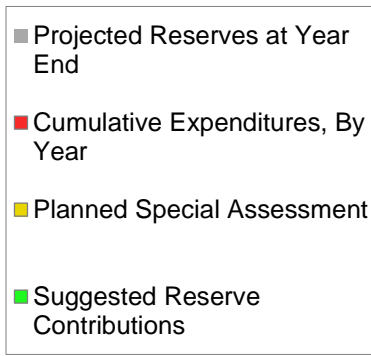 Projected Reserves at Year
End
Cumulative Expenditures, By
Year
Planned Special Assessment
Suggested Reserve
Contributions